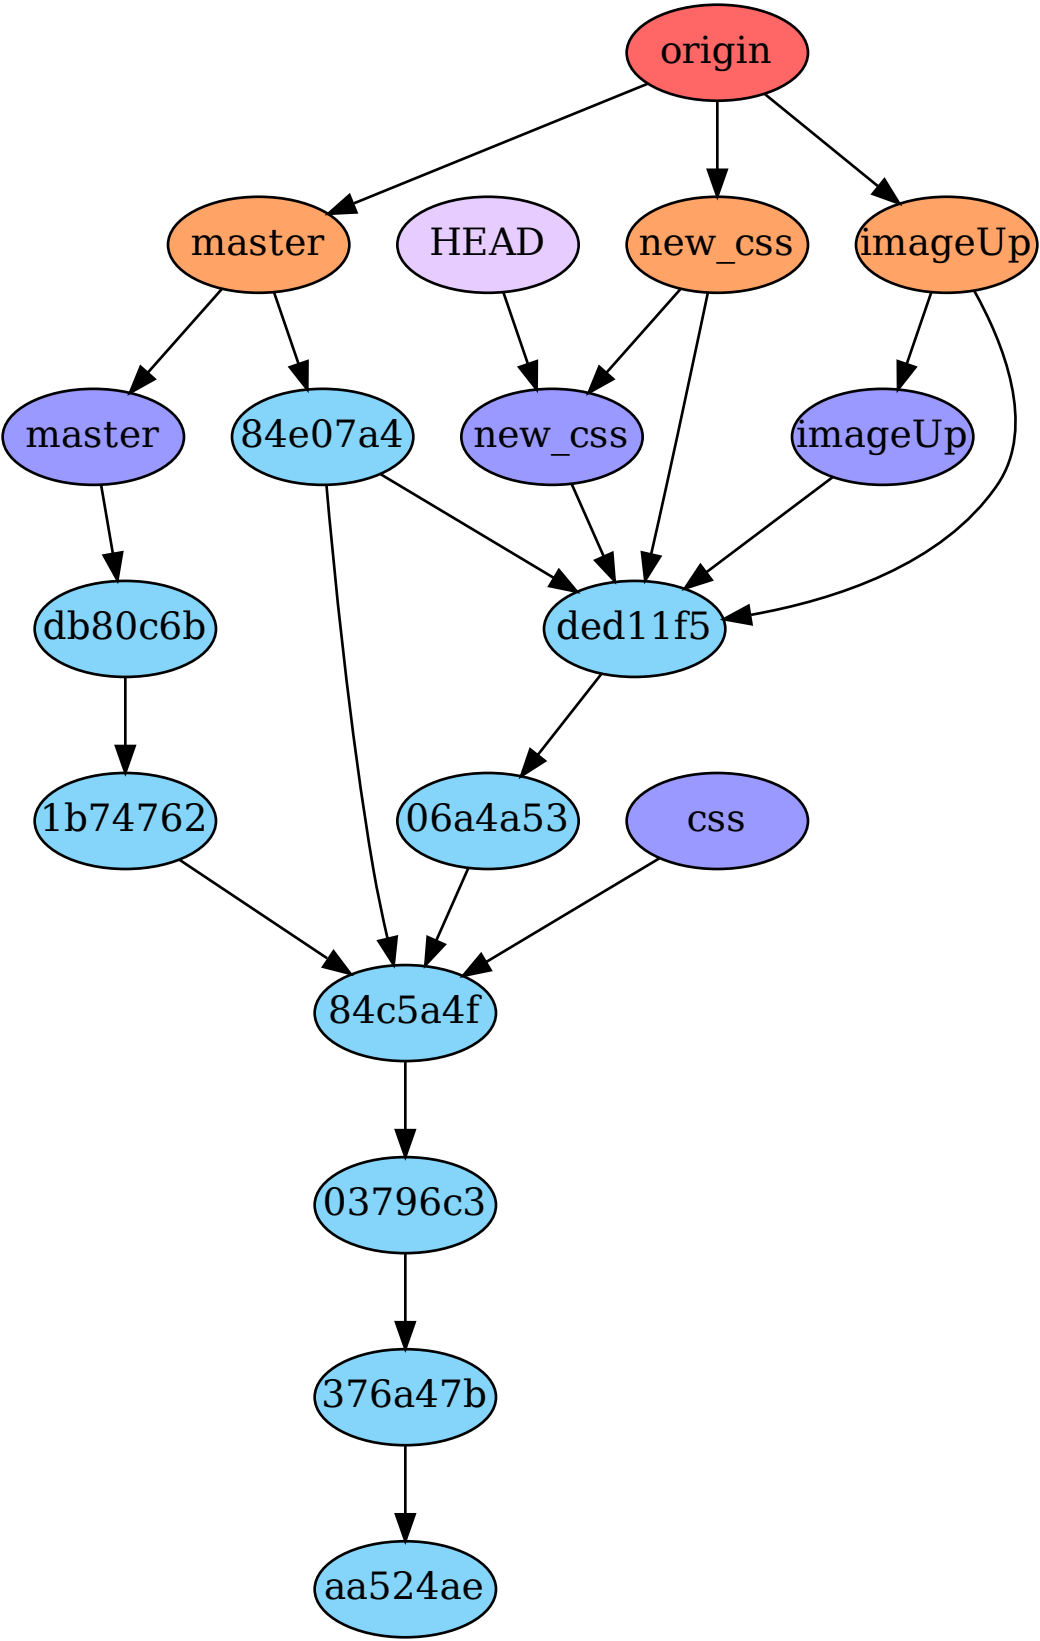 origin
master
HEAD
new_css
imageUp
master
84e07a4
new_css
imageUp
db80c6b
ded11f5
1b74762
06a4a53
css
84c5a4f
03796c3
376a47b
aa524ae